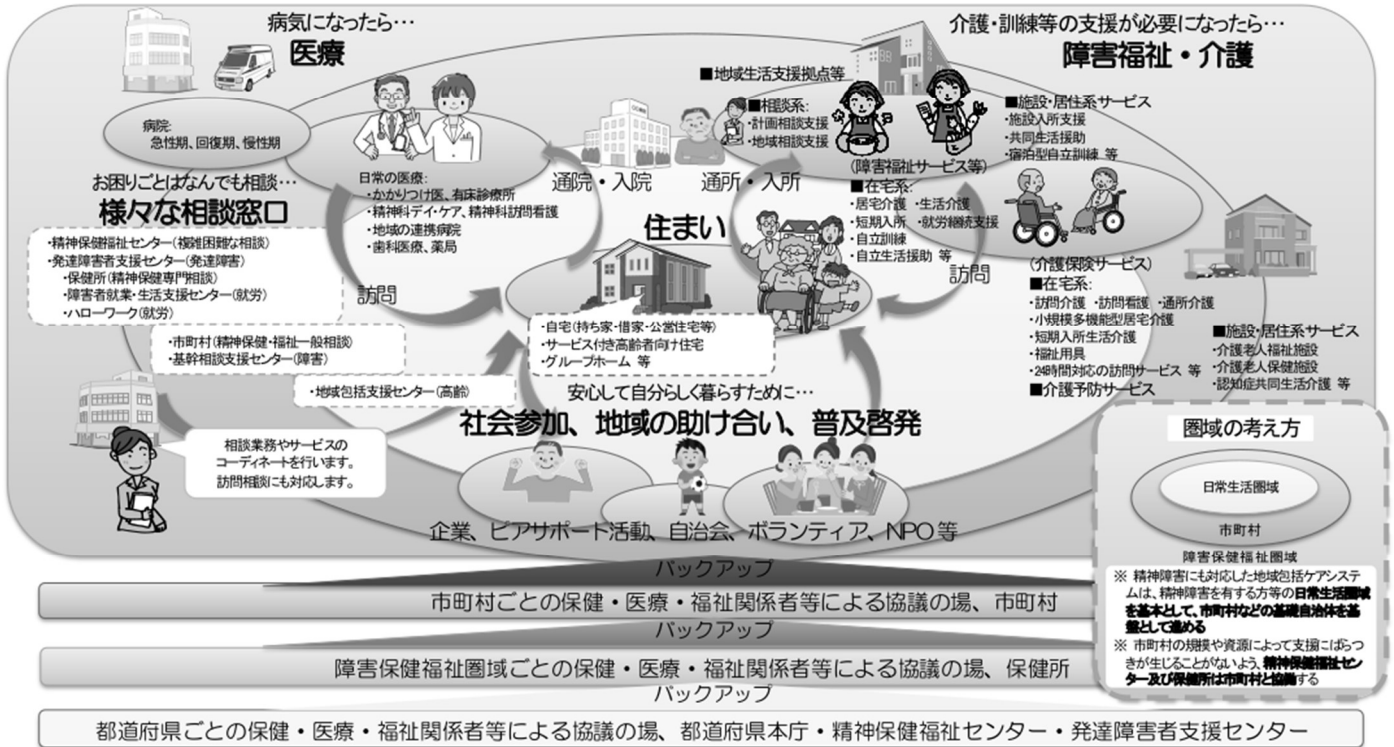 病気になったら…
医療
病院:
急性期、回復期、慢性期
日常の医療:
・かかりつけ医、有床診療所
・精神科デイ・ケア、精神科訪問看護
・地域の連携病院
・歯科医療、薬局
通院・入院
通所・入所
介護・訓練等の支援が必要になったら…
障害福祉・介護
■地域生活支援拠点等
■相談系:
・計画相談支援
・地域相談支援
■施設・居住系サービス
・施設入所支援
・共同生活援助
・宿泊型自立訓練 等
(障害福祉サービス等)
■在宅系:
・居宅介護 ・生活介護
・短期入所 ・就労継続支援
・自立訓練
・自立生活援助 等
訪問
(介護保険サービス)
■在宅系:
・訪問介護 ・訪問看護 ・通所介護
・小規模多機能型居宅介護
・短期入所生活介護
・福祉用具
・24時間対応の訪問サービス 等
■介護予防サービス
■施設・居住系サービス
・介護老人福祉施設
・介護老人保健施設
・認知症共同生活介護 等
お困りごとはなんでも相談…
様々な相談窓口
・精神保健福祉センター(複雑困難な相談)
・発達障害者支援センター(発達障害)
・保健所(精神保健専門相談)
・障害者就業・生活支援センター(就労)
・ハローワーク(就労)
・市町村(精神保健・福祉一般相談)
・基幹相談支援センター(障害)
・地域包括支援センター(高齢)
訪問
相談業務やサービスの
コーディネートを行います。
訪問相談にも対応します。
住まい
・自宅(持ち家・借家・公営住宅等)
・サービス付き高齢者向け住宅
・グループホーム 等
安心して自分らしく暮らすために…
社会参加、地域の助け合い、普及啓発
企業、ピアサポート活動、自治会、ボランティア、NPO等
バックアップ
市町村ごとの保健・医療・福祉関係者等による協議の場、市町村
バックアップ
障害保健福祉圏域ごとの保健・医療・福祉関係者等による協議の場、保健所
バックアップ
都道府県ごとの保健・医療・福祉関係者等による協議の場、都道府県本庁・精神保健福祉センター・発達障害者支援センター
圏域の考え方
日常生活圏域
市町村
障害保健福祉圏域
※ 精神障害にも対応した地域包括ケアシステ
ムは、精神障害を有する方等の日常生活圏域
を基本として、市町村などの基礎自治体を基
盤として進める
※ 市町村の規模や資源によって支援にばらつ
きが生じることがないよう、精神保健福祉セン
ター及び保健所は市町村と協働する